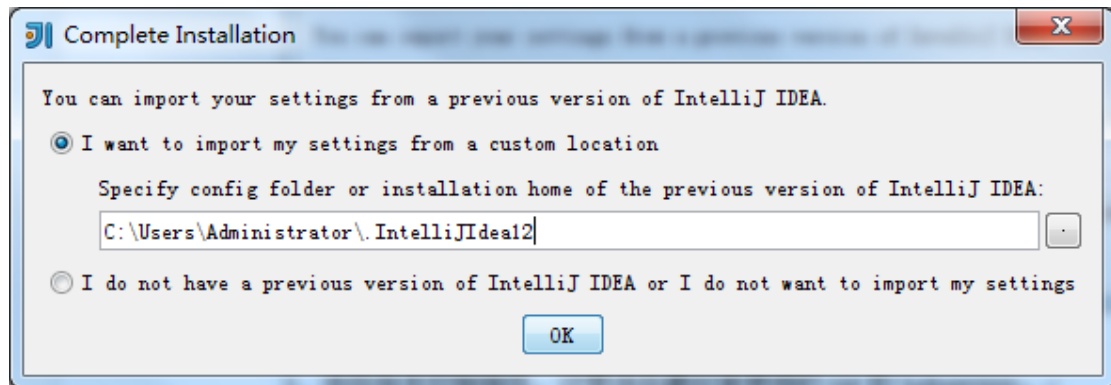 Complete Installation
You can import your settings from a previous version of IntelliJ IDEA.
I want to import my settings from a custom location
Specify config folder or installation home of the previous version of IntelliJ IDEA:
C:\Users\Administrator\.IntelliJIdea12
I do not have a previous version of IntelliJ IDEA or I do not want to import my settings
OK